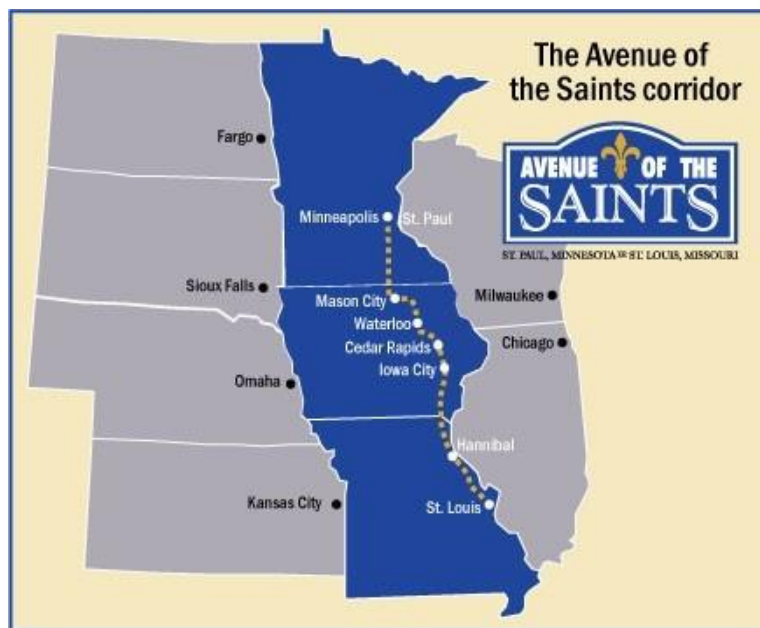 The Avenue of
the Saints corridor
AVENUE OF THE
SAINTS
ST. PAUL, MINNESOTA TO ST. LOUIS, MISSOURI
Fargo
Minneapolis
St. Paul
Sioux Falls
Mason City
Milwaukee
Waterloo
Chicago
Cedar Rapids
Iowa City
Omaha
Hannibal
Kansas City
St. Louis